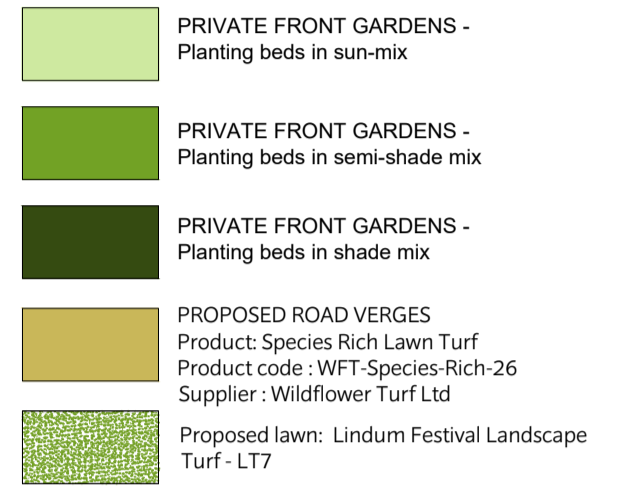 PRIVATE FRONT GARDENS -
Planting beds in sun-mix
PRIVATE FRONT GARDENS -
Planting beds in semi-shade mix
PRIVATE FRONT GARDENS -
Planting beds in shade mix
PROPOSED ROAD VERGES
Product: Species Rich Lawn Turf
Product code : WFT-Species-Rich-26
Supplier : Wildflower Turf Ltd
Proposed lawn: Lindum Festival Landscape
Turf - LT7